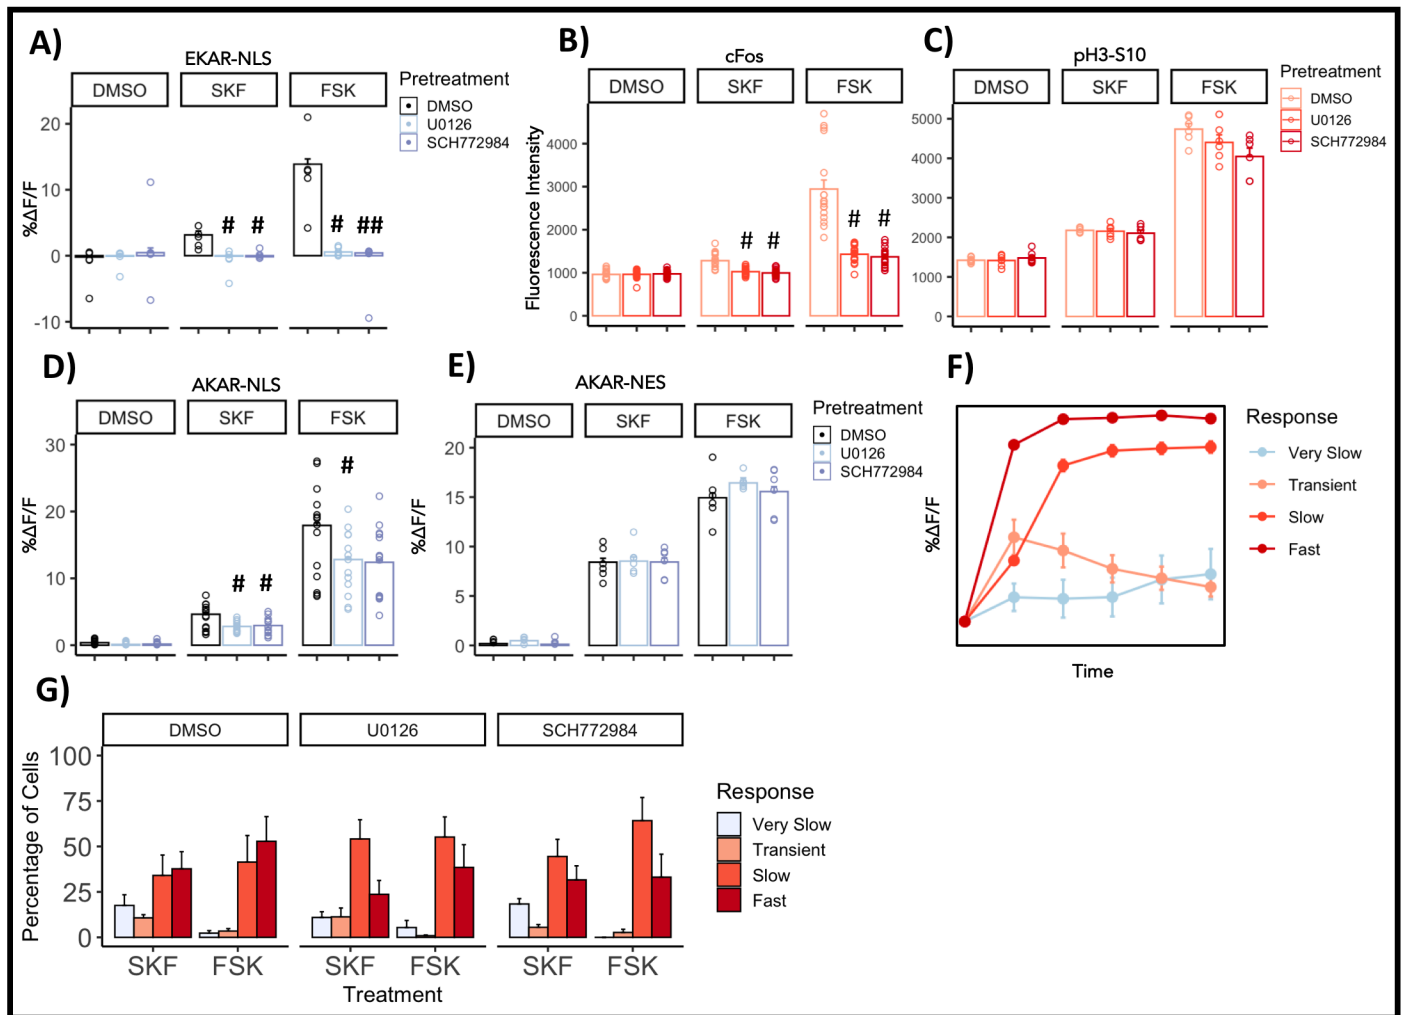 A)
EKAR-NLS
DMSO SKF FSK
Pretreatment
DMSO
U0126
SCH772984
%ΔF/F
20
10
0
-10
# # # ##
B)
cFos
DMSO SKF FSK
Fluorescence Intensity
4000
3000
2000
1000
0
# # # #
C)
pH3-S10
DMSO SKF FSK
Pretreatment
DMSO
U0126
SCH772984
5000
4000
3000
2000
1000
0
D)
AKAR-NLS
DMSO SKF FSK
%ΔF/F
30
20
10
0
# # #
E)
AKAR-NES
DMSO SKF FSK
Pretreatment
DMSO
U0126
SCH772984
%ΔF/F
20
15
10
5
0
F)
%ΔF/F
Time
Response
Very Slow
Transient
Slow
Fast
G)
DMSO U0126 SCH772984
Percentage of Cells
100
75
50
25
0
SKF FSK SKF FSK SKF FSK
Treatment
Response
Very Slow
Transient
Slow
Fast